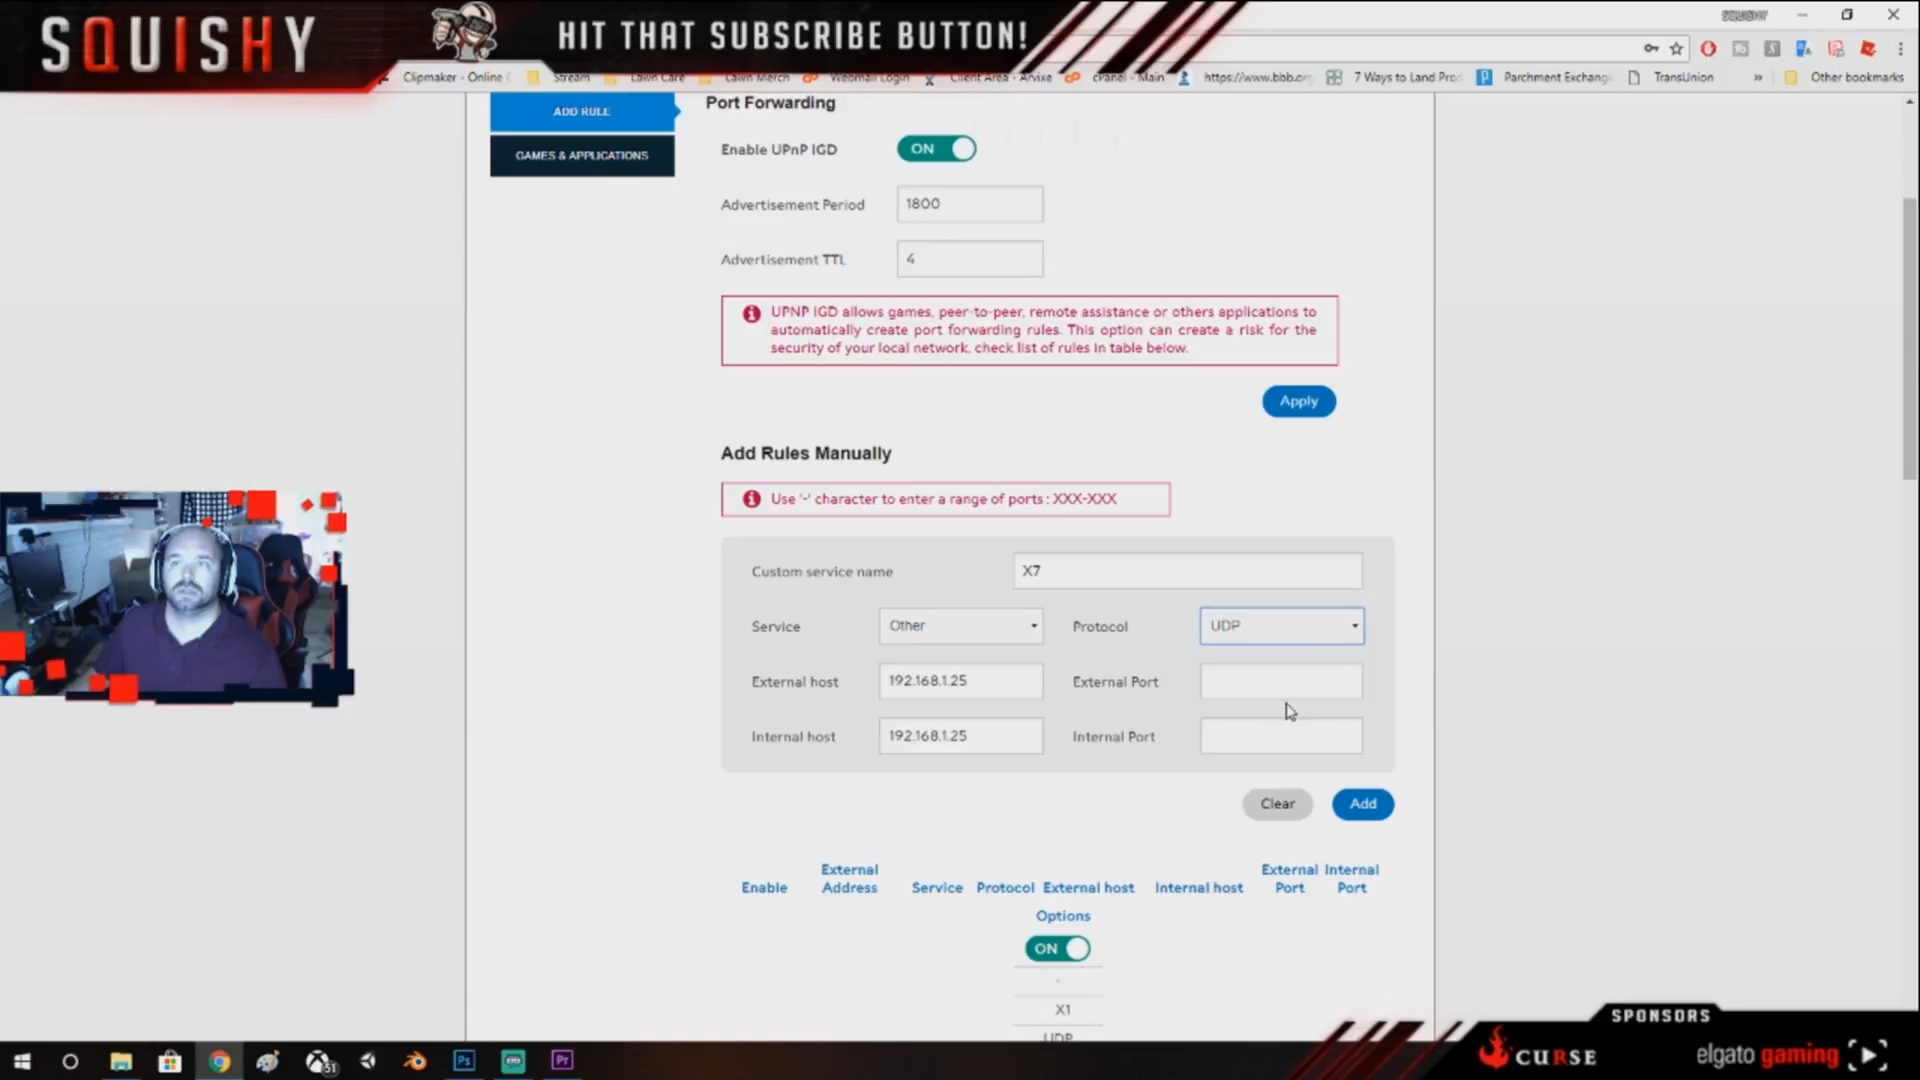 SQUISHY
HIT THAT SUBSCRIBE BUTTON!
SQUISHY
Clipmaker - Online
Stream
Lawn Care
Lawn Merch
Webmail Login
Client Area - Arvixe
cPanel - Main
https://www.bbb.org
7 Ways to Land Prod
Parchment Exchang
TransUnion
»
Other bookmarks
ADD RULE
GAMES & APPLICATIONS
Port Forwarding
Enable UPnP IGD ON
Advertisement Period 1800
Advertisement TTL 4
UPNP IGD allows games, peer-to-peer, remote assistance or others applications to
automatically create port forwarding rules. This option can create a risk for the
security of your local network, check list of rules in table below.
Apply
Add Rules Manually
Use '-' character to enter a range of ports : XXX-XXX
Custom service name X7
Service Other Protocol UDP
External host 192.168.1.25 External Port
Internal host 192.168.1.25 Internal Port
Clear Add
Enable External Address Service Protocol External host Internal host External Port Internal Port
Options
ON
-
X1
UDP
SPONSORS
CURSE
elgato gaming
51
Ps
Pr